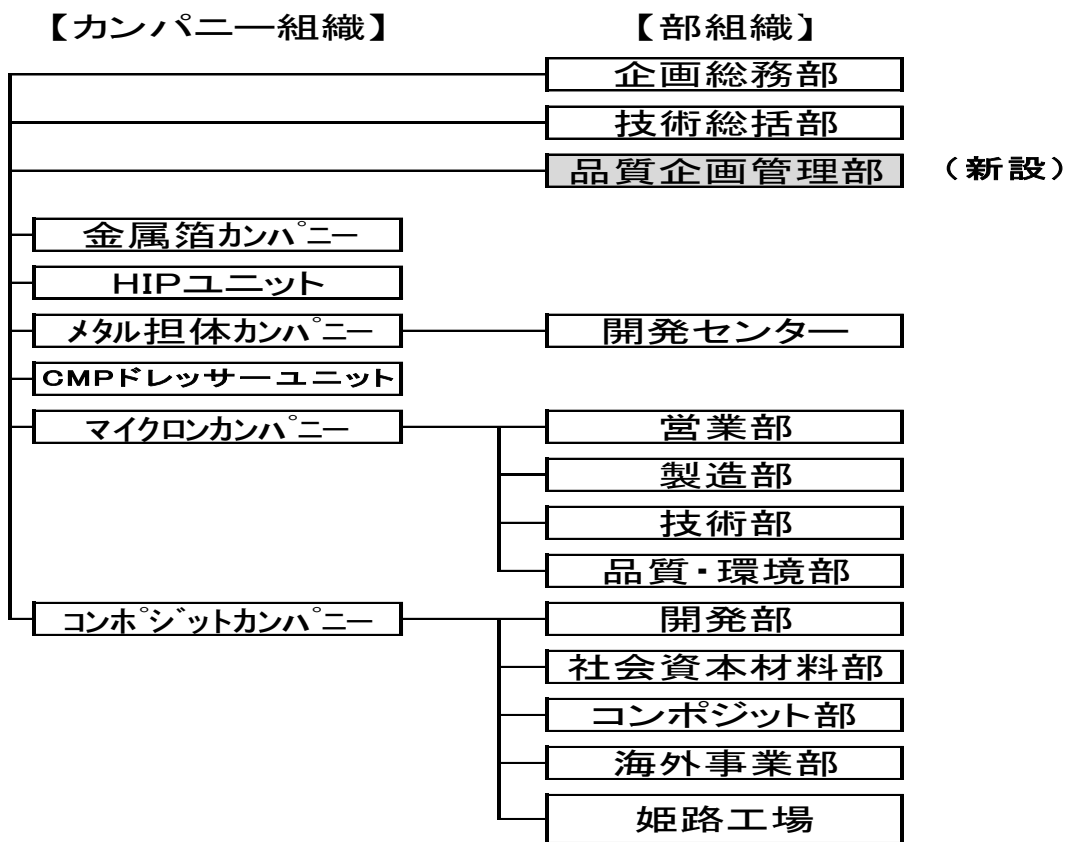 【カンパニー組織】 【部組織】
企画総務部
技術総括部
品質企画管理部 （新設）
金属箔カンパニー
HIPユニット
メタル担体カンパニー 開発センター
CMPドレッサーユニット
マイクロンカンパニー 営業部
製造部
技術部
品質・環境部
コンポジットカンパニー 開発部
社会資本材料部
コンポジット部
海外事業部
姫路工場